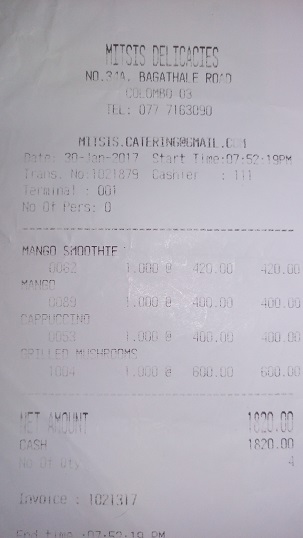 MITSIS DELICACIES
NO.3/1A, BAGATHALE ROAD
COLOMBO 03
TEL: 077 7163090
MITSIS.CATERING@GMAIL.COM
Date: 30-Jan-2017 Start Time:07:52:19PM
Trans. No:1021879 Cashier : 111
Terminal : 001
No Of Pers: 0
MANGO SMOOTHIE
0062 1.000 @ 420.00 420.00
MANGO
0089 1.000 @ 400.00 400.00
CAPPUCCINO
0053 1.000 @ 400.00 400.00
GRILLED MUSHROOMS
1004 1.000 @ 600.00 600.00
NET AMOUNT 1820.00
CASH 1820.00
No Of Qty 4
Invoice : 1021317
End time :07:52:19 PM